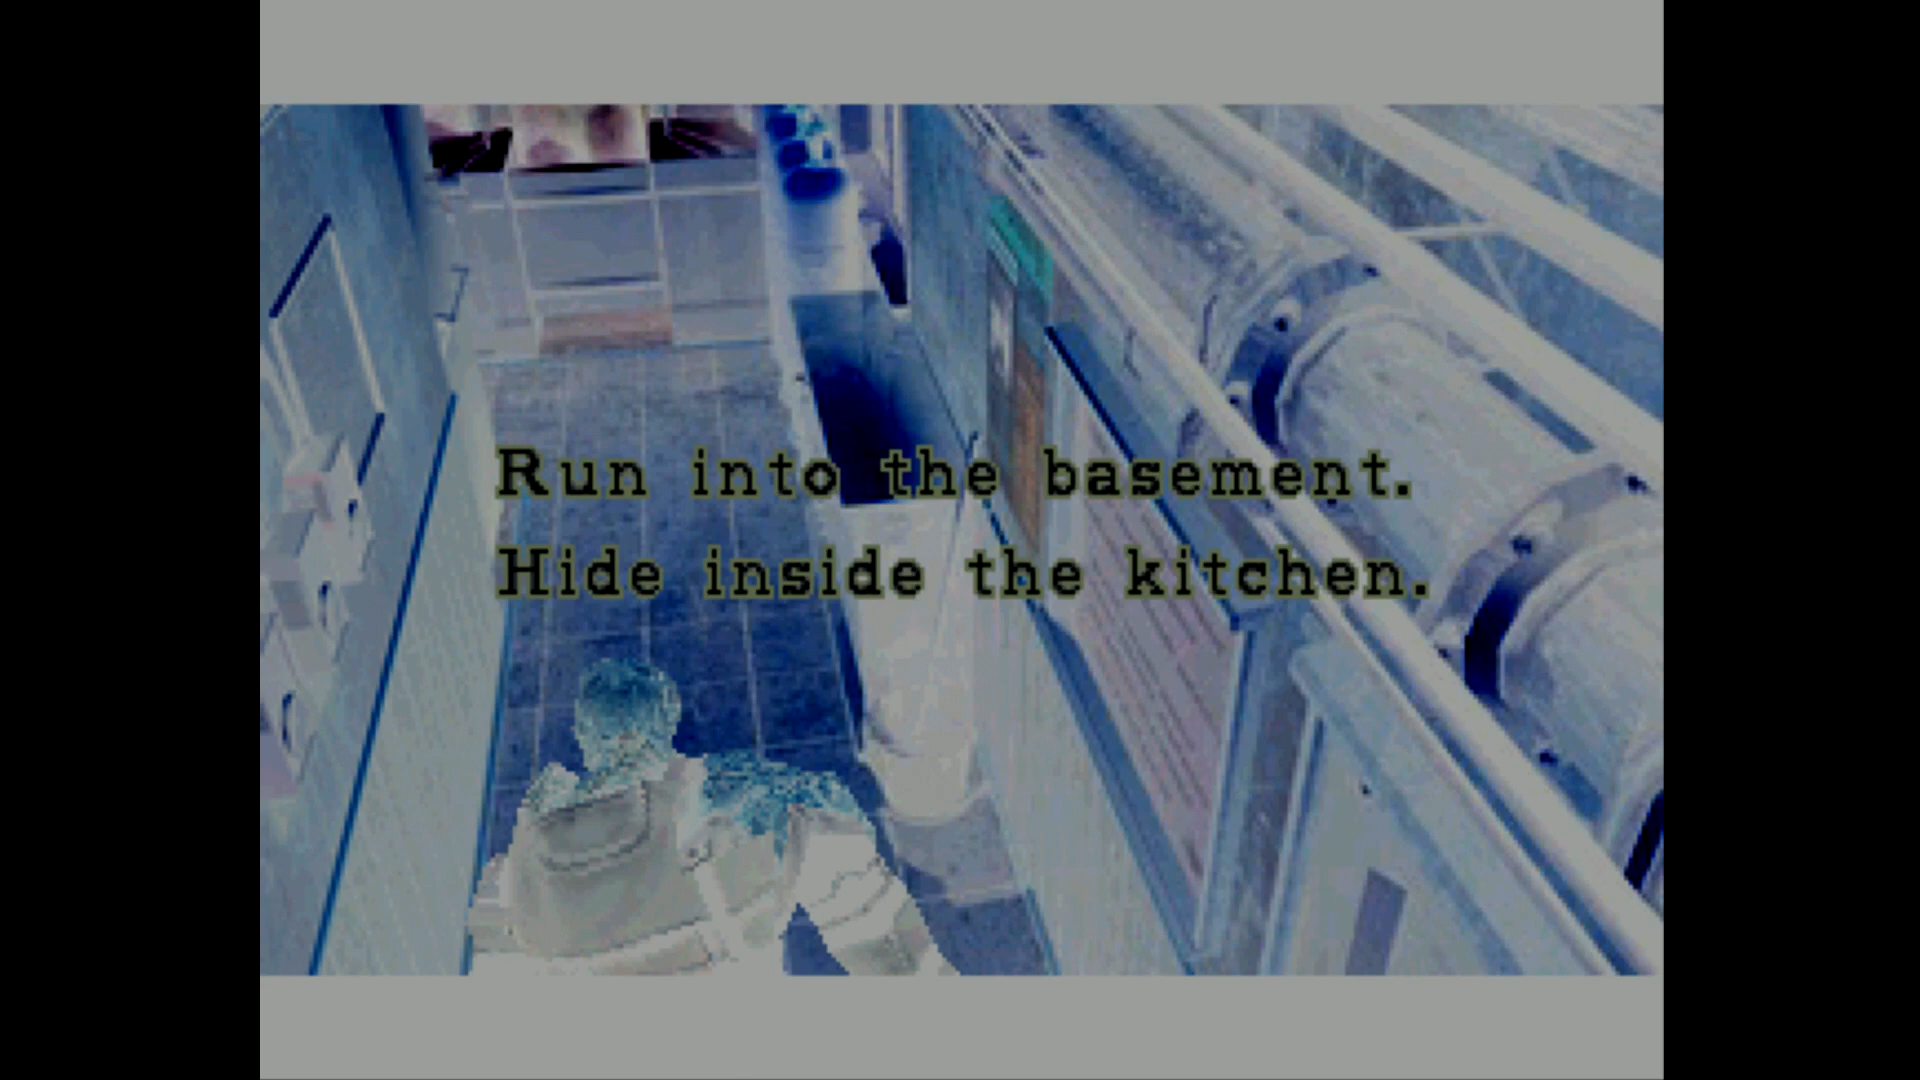 Run into the basement.
Hide inside the kitchen.